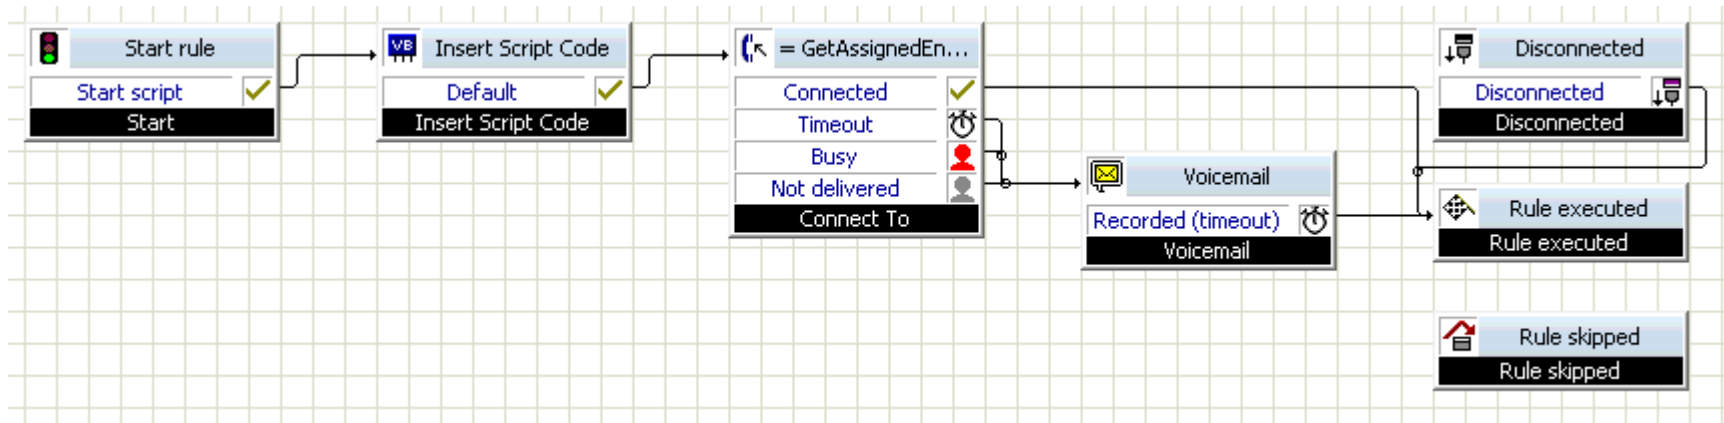 Start rule
Start script
Start
VB
Insert Script Code
Default
Insert Script Code
= GetAssignedEn...
Connected
Timeout
Busy
Not delivered
Connect To
Voicemail
Recorded (timeout)
Voicemail
Disconnected
Disconnected
Disconnected
Rule executed
Rule executed
Rule skipped
Rule skipped